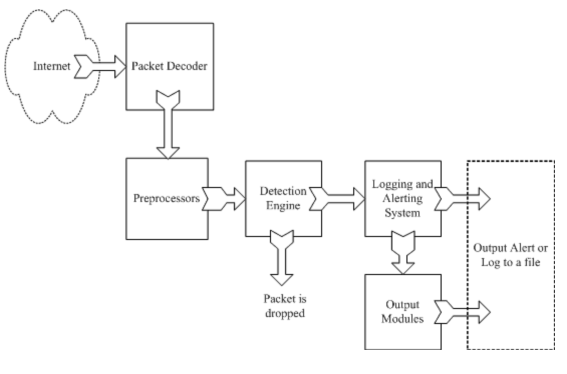 Internet
Packet Decoder
Preprocessors
Detection
Engine
Logging and
Alerting
System
Output Alert or
Log to a file
Packet is
dropped
Output
Modules